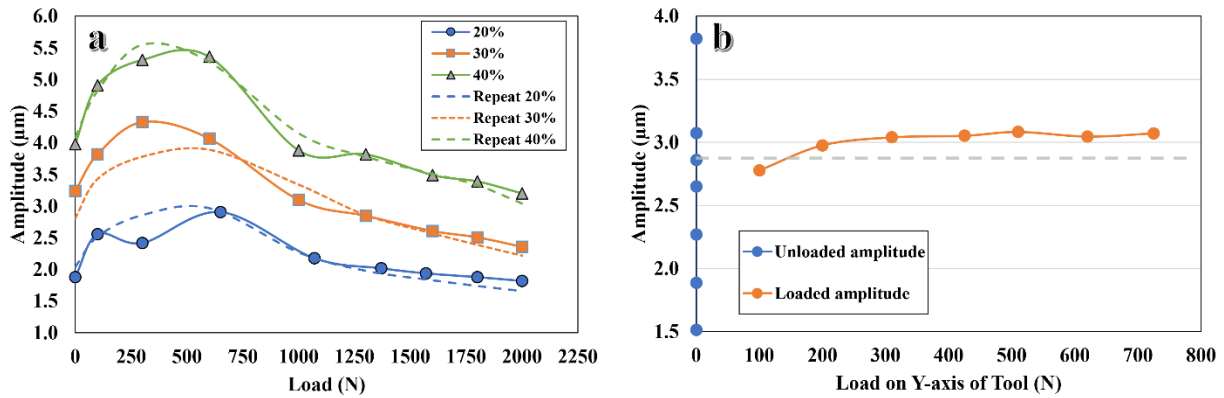 a
20%
30%
40%
Repeat 20%
Repeat 30%
Repeat 40%
Amplitude (µm)
6.0
5.5
5.0
4.5
4.0
3.5
3.0
2.5
2.0
1.5
1.0
0 250 500 750 1000 1250 1500 1750 2000 2250
Load (N)
b
Amplitude (µm)
4.0
3.5
3.0
2.5
2.0
1.5
Unloaded amplitude
Loaded amplitude
0 100 200 300 400 500 600 700 800
Load on Y-axis of Tool (N)